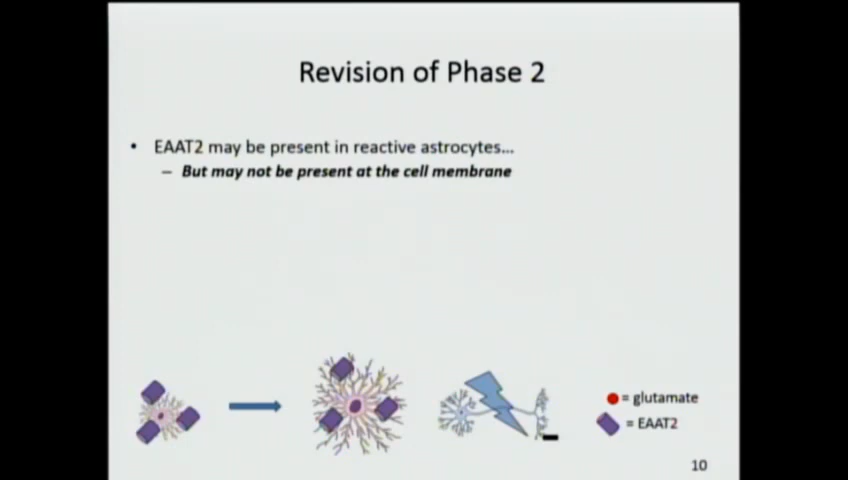 Revision of Phase 2
• EAAT2 may be present in reactive astrocytes...
– But may not be present at the cell membrane
= glutamate
= EAAT2
10